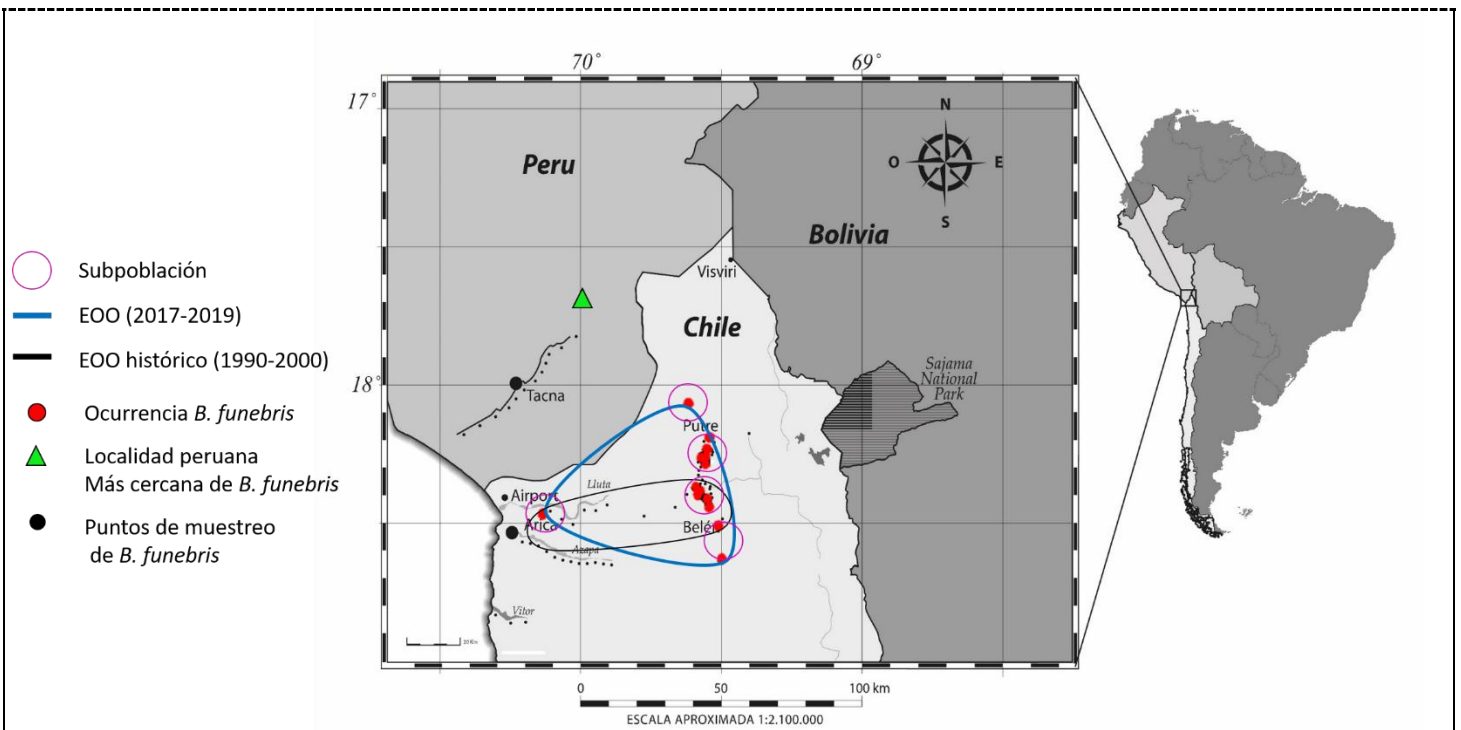 70°
69°
17°
N
Peru
O
E
S
Bolivia
Subpoblación
Visviri
EOO (2017-2019)
Chile
EOO histórico (1990-2000)
Sajama
National
Park
18°
Tacna
Ocurrencia B. funebris
Putre
Localidad peruana
Más cercana de B. funebris
Lluta
Airport
Arica
Belén
Puntos de muestreo
de B. funebris
Azapa
Vitor
20 Km
0
50
100 km
ESCALA APROXIMADA 1:2.100.000